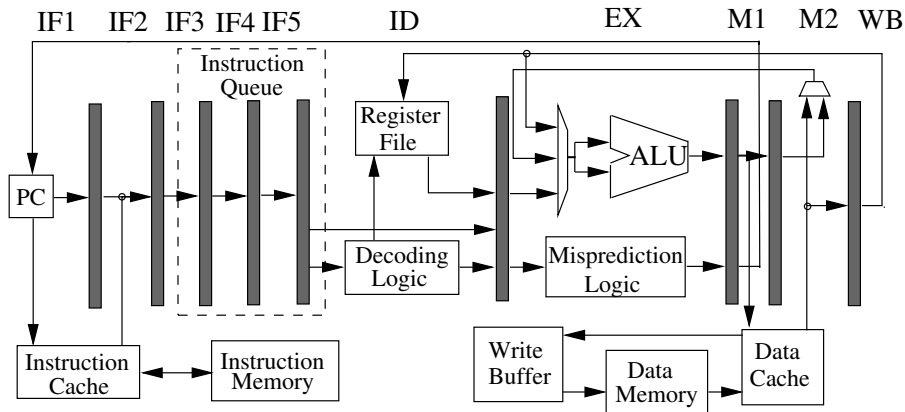 IF1 IF2 IF3 IF4 IF5 ID EX M1 M2 WB
Instruction
Queue
Register
File
PC
ALU
Decoding
Logic
Misprediction
Logic
Instruction
Cache
Instruction
Memory
Write
Buffer
Data
Memory
Data
Cache